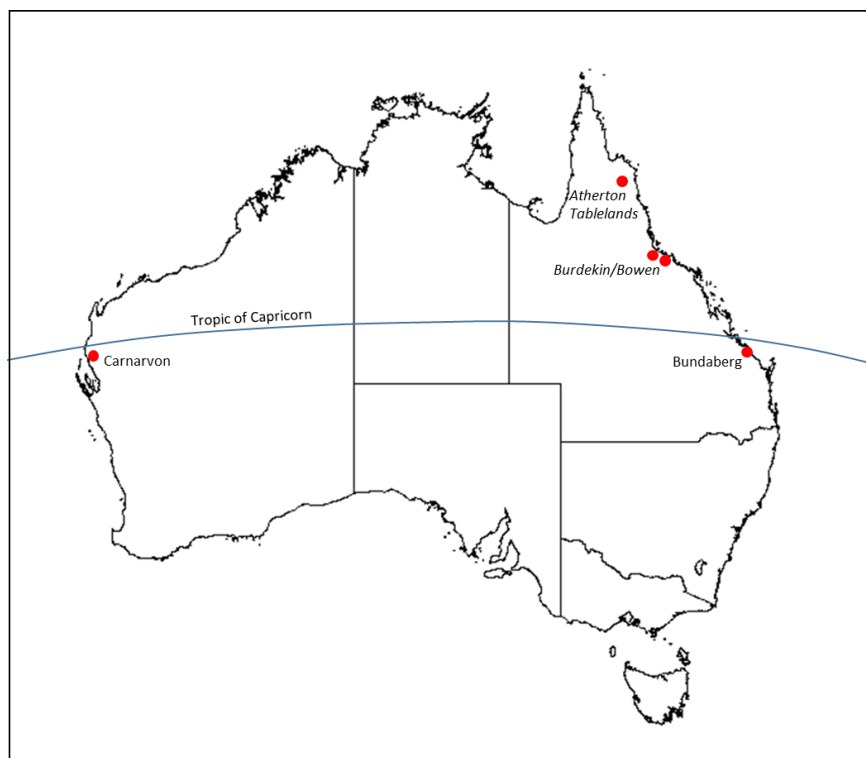 Atherton
Tablelands
Burdekin/Bowen
Tropic of Capricorn
Carnarvon
Bundaberg